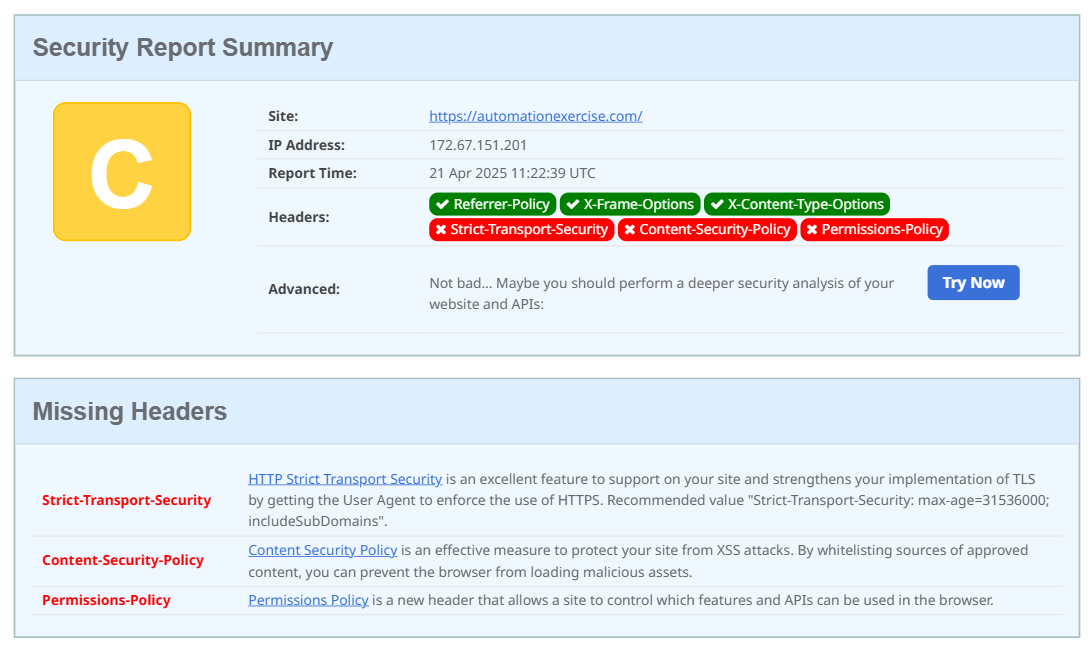 Security Report Summary
C
Site: https://automationexercise.com/
IP Address: 172.67.151.201
Report Time: 21 Apr 2025 11:22:39 UTC
Headers: ✔ Referrer-Policy ✔ X-Frame-Options ✔ X-Content-Type-Options
✖ Strict-Transport-Security ✖ Content-Security-Policy ✖ Permissions-Policy
Advanced: Not bad... Maybe you should perform a deeper security analysis of your
website and APIs:
Try Now
Missing Headers
Strict-Transport-Security
HTTP Strict Transport Security is an excellent feature to support on your site and strengthens your implementation of TLS
by getting the User Agent to enforce the use of HTTPS. Recommended value "Strict-Transport-Security: max-age=31536000;
includeSubDomains".
Content-Security-Policy
Content Security Policy is an effective measure to protect your site from XSS attacks. By whitelisting sources of approved
content, you can prevent the browser from loading malicious assets.
Permissions-Policy
Permissions Policy is a new header that allows a site to control which features and APIs can be used in the browser.